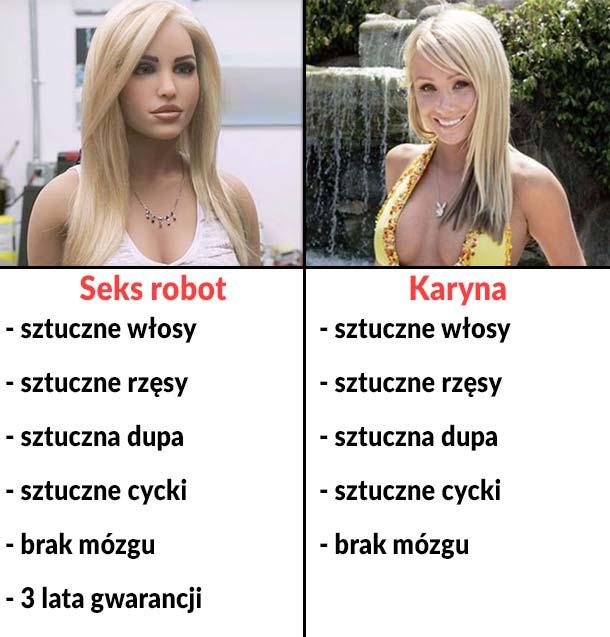 Seks robot
- sztuczne włosy
- sztuczne rzęsy
- sztuczna dupa
- sztuczne cycki
- brak mózgu
- 3 lata gwarancji
Karyna
- sztuczne włosy
- sztuczne rzęsy
- sztuczna dupa
- sztuczne cycki
- brak mózgu